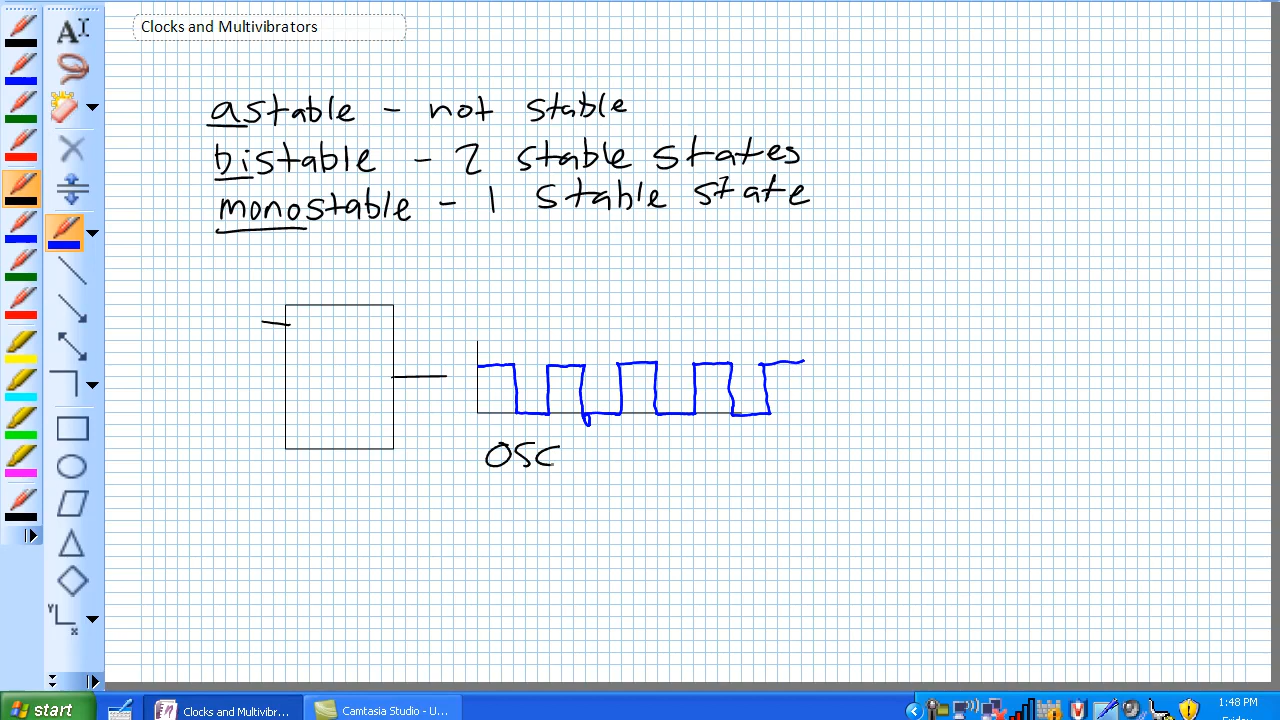 Clocks and Multivibrators
astable - not stable
bistable - 2 stable states
monostable - 1 stable state
OSC
start
Clocks and Multivibr...
Camtasia Studio - U...
1:48 PM
Friday